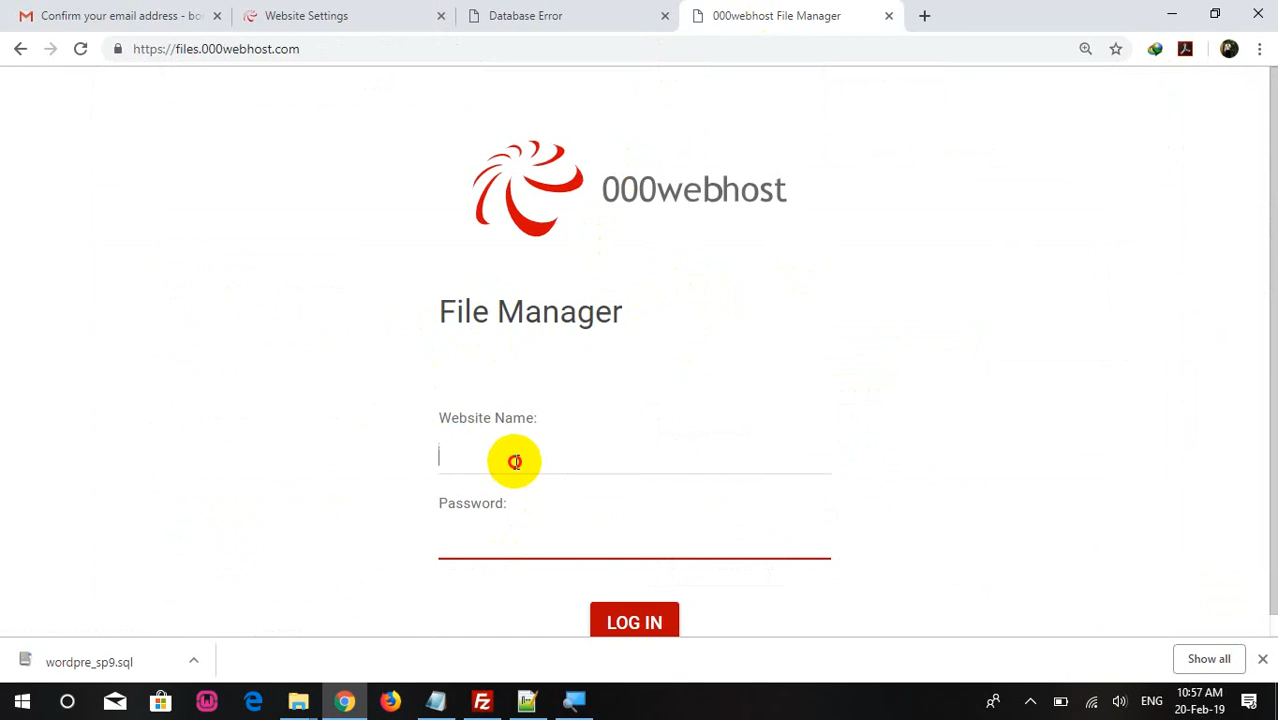 Confirm your email address - bo
Website Settings
Database Error
000webhost File Manager
https://files.000webhost.com
000webhost
File Manager
Website Name:
Password:
LOG IN
wordpre_sp9.sql
Show all
ENG
10:57 AM
20-Feb-19